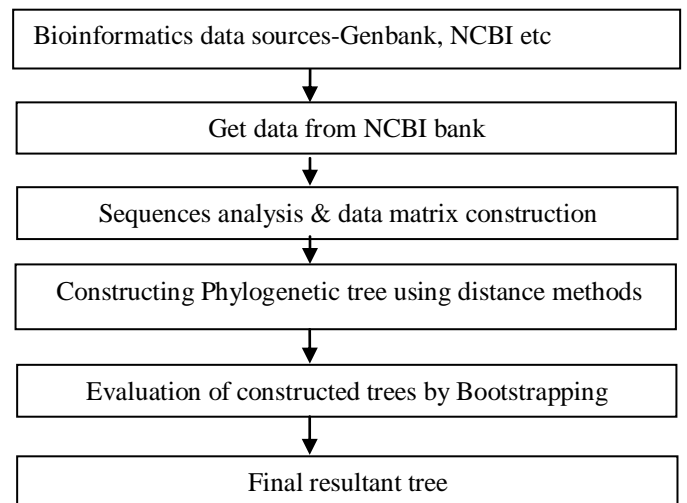 Bioinformatics data sources-Genbank, NCBI etc
Get data from NCBI bank
Sequences analysis & data matrix construction
Constructing Phylogenetic tree using distance methods
Evaluation of constructed trees by Bootstrapping
Final resultant tree